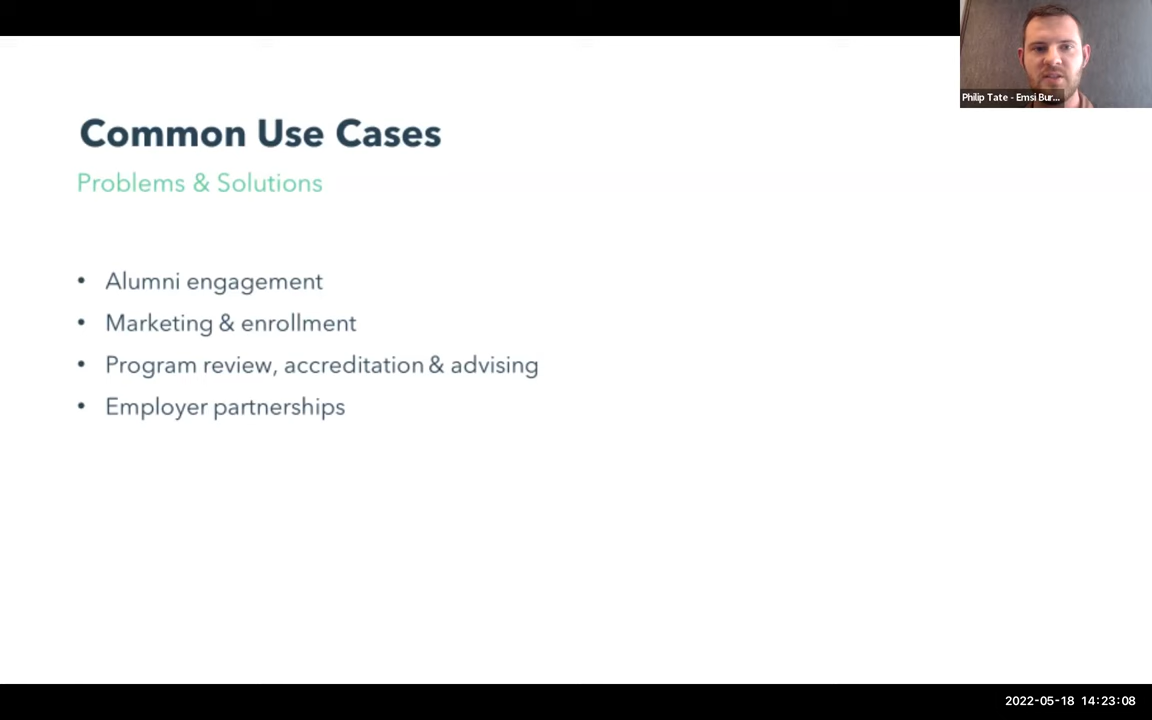 Philip Tate - Emsi Bur...
Common Use Cases
Problems & Solutions
• Alumni engagement
• Marketing & enrollment
• Program review, accreditation & advising
• Employer partnerships
2022-05-18 14:23:08